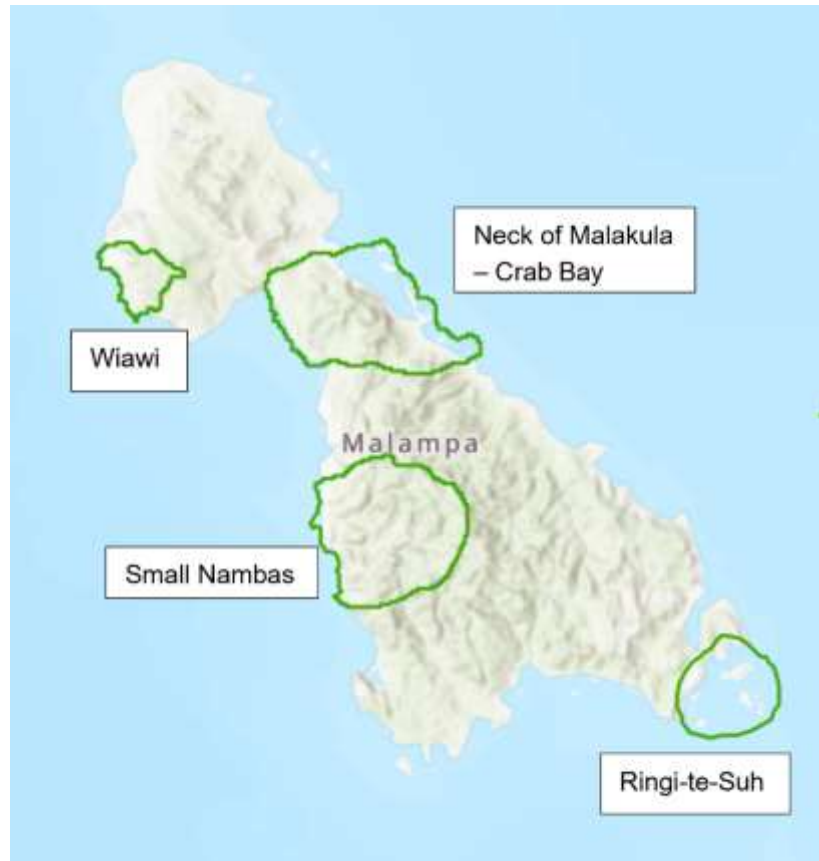 Neck of Malakula
– Crab Bay
Wiawi
Malampa
Small Nambas
Ringi-te-Suh